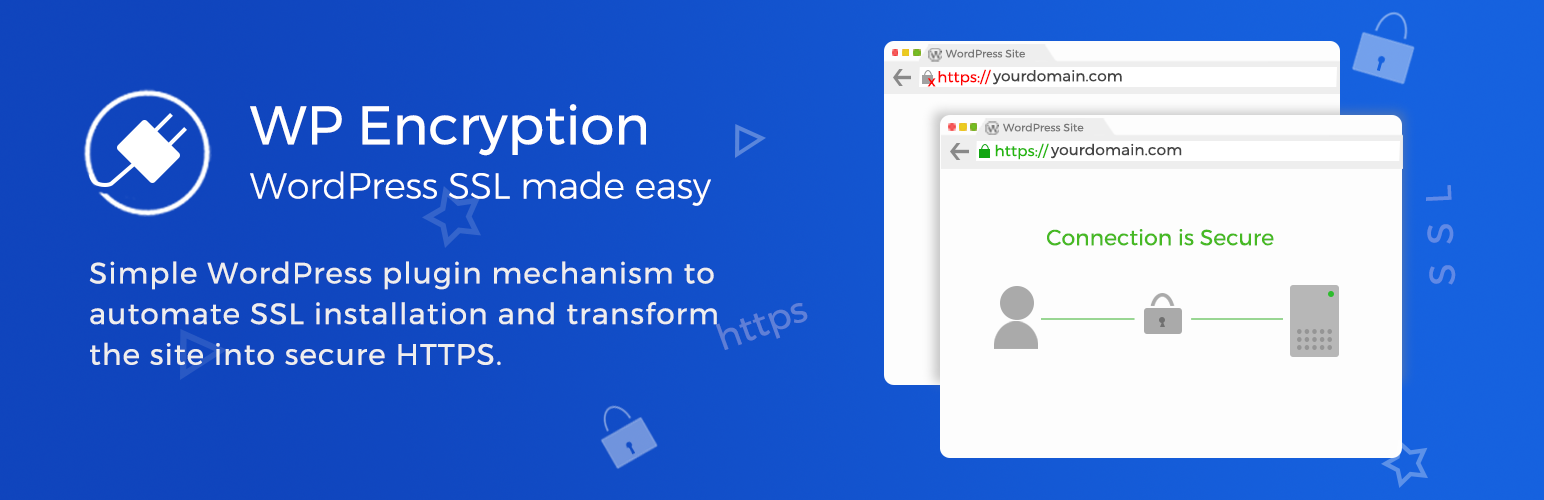 WP Encryption
WordPress SSL made easy
Simple WordPress plugin mechanism to
automate SSL installation and transform
the site into secure HTTPS.
https
WordPress Site
https:// yourdomain.com
WordPress Site
https:// yourdomain.com
Connection is Secure
SSL